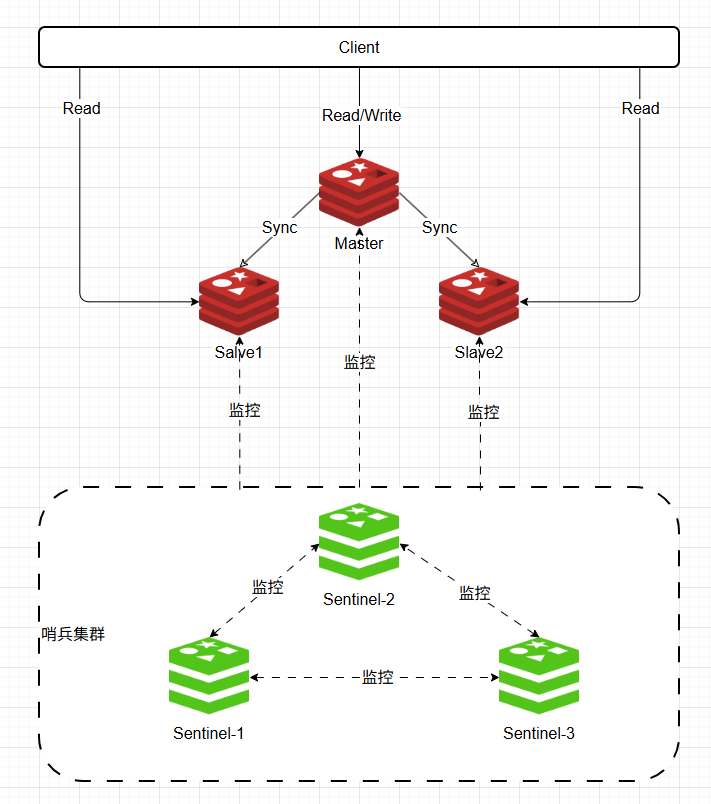 Client
Read
Read/Write
Read
Sync
Sync
Master
Salve1
Slave2
监控
监控
监控
Sentinel-2
监控
监控
哨兵集群
监控
Sentinel-1
Sentinel-3